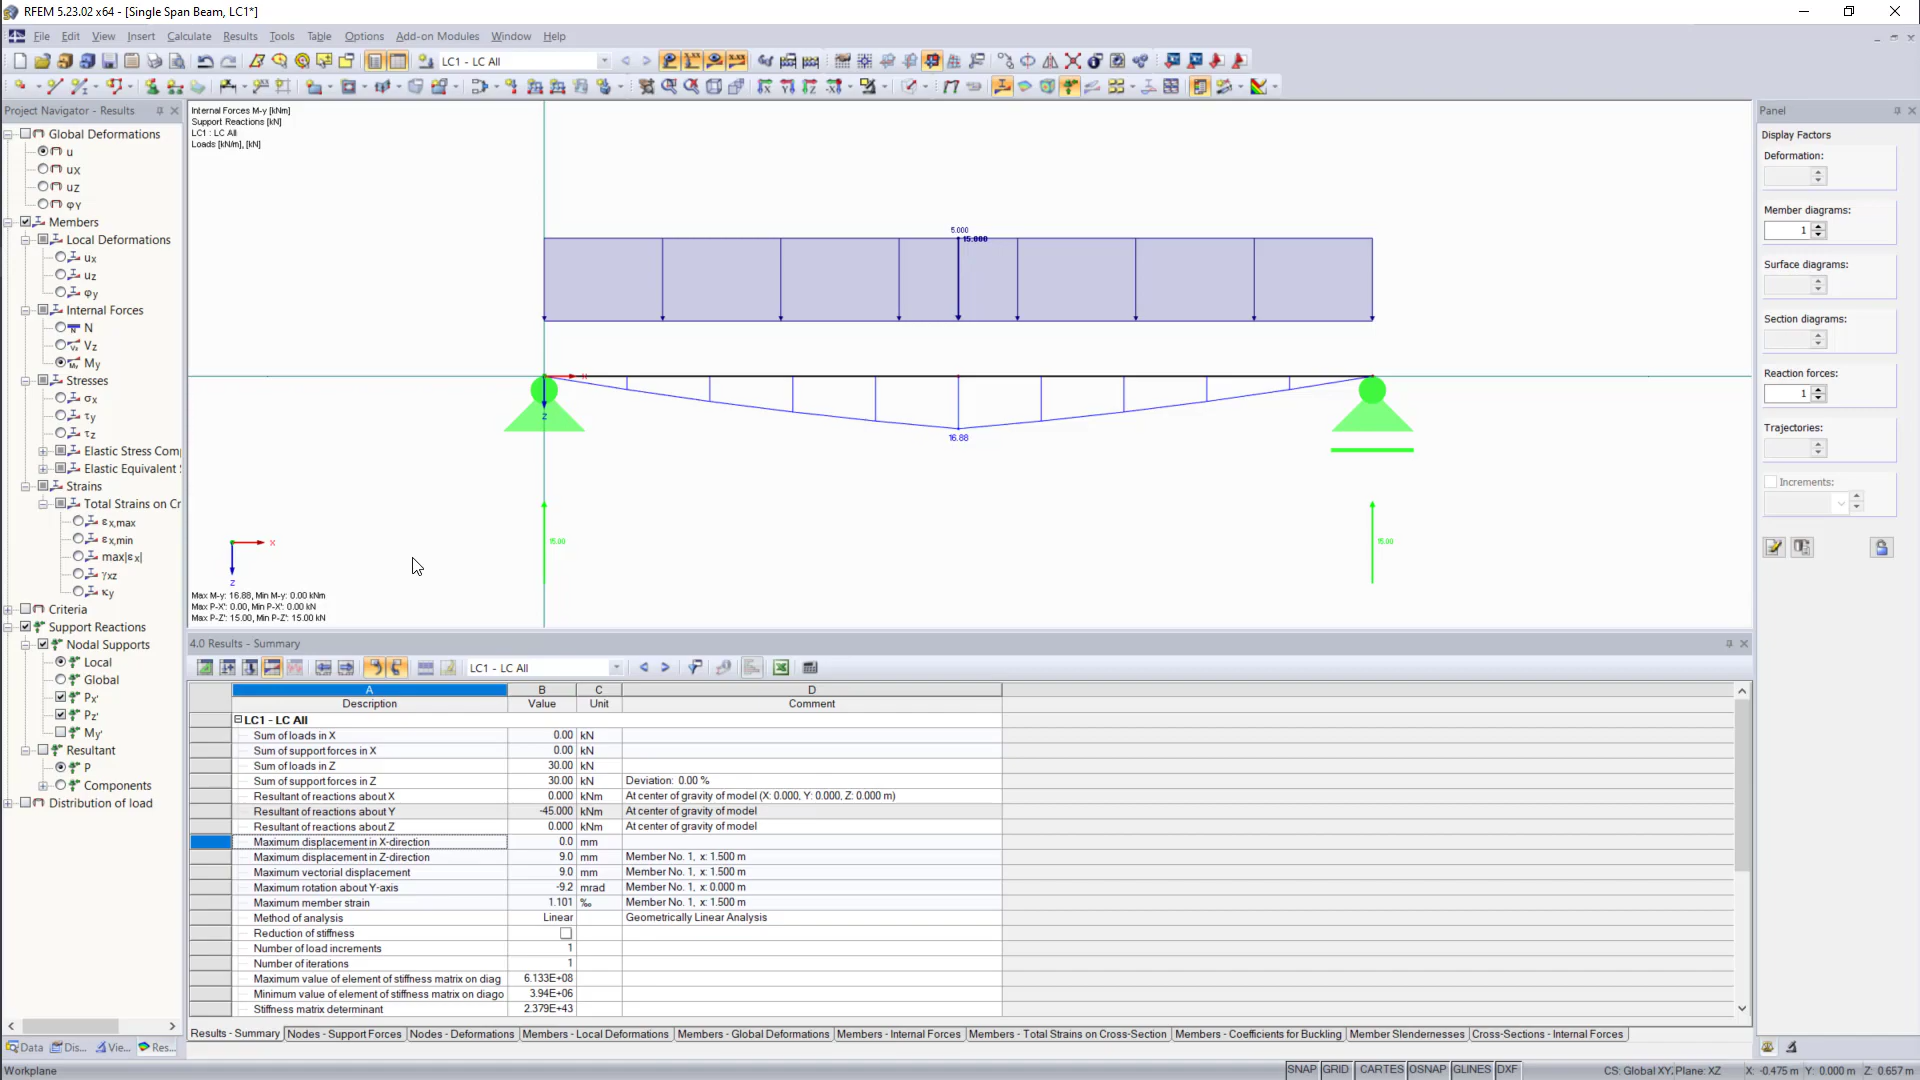 RFEM 5.23.02 x64 - [Single Span Beam, LC1*]
File Edit View Insert Calculate Results Tools Table Options Add-on Modules Window Help
LC1 - LC All
Project Navigator - Results
Global Deformations
u
ux
uz
φY
Members
Local Deformations
ux
uz
φy
Internal Forces
N
Vz
My
Stresses
σx
τy
τz
Elastic Stress Com
Elastic Equivalent
Strains
Total Strains on Cr
εx,max
εx,min
max|εx|
γxz
κy
Criteria
Support Reactions
Nodal Supports
Local
Global
Px'
Pz'
My'
Resultant
P
Components
Distribution of load
Data Dis... Vie... Res...
Internal Forces M-y [kNm]
Support Reactions [kN]
LC1 : LC All
Loads [kN/m], [kN]
5.000
15.000
Z
16.88
15.00 15.00
X
Z
Max M-y: 16.88, Min M-y: 0.00 kNm
Max P-X': 0.00, Min P-X': 0.00 kN
Max P-Z': 15.00, Min P-Z': 15.00 kN
Panel
Display Factors
Deformation:
Member diagrams:
1
Surface diagrams:
Section diagrams:
Reaction forces:
1
Trajectories:
Increments:
4.0 Results - Summary
LC1 - LC All
A B C D
Description Value Unit Comment
LC1 - LC All
Sum of loads in X 0.00 kN
Sum of support forces in X 0.00 kN
Sum of loads in Z 30.00 kN
Sum of support forces in Z 30.00 kN Deviation: 0.00 %
Resultant of reactions about X 0.000 kNm At center of gravity of model (X: 0.000, Y: 0.000, Z: 0.000 m)
Resultant of reactions about Y -45.000 kNm At center of gravity of model
Resultant of reactions about Z 0.000 kNm At center of gravity of model
Maximum displacement in X-direction 0.0 mm
Maximum displacement in Z-direction 9.0 mm Member No. 1, x: 1.500 m
Maximum vectorial displacement 9.0 mm Member No. 1, x: 1.500 m
Maximum rotation about Y-axis -9.2 mrad Member No. 1, x: 0.000 m
Maximum member strain 1.101 ‰ Member No. 1, x: 1.500 m
Method of analysis Linear Geometrically Linear Analysis
Reduction of stiffness
Number of load increments 1
Number of iterations 1
Maximum value of element of stiffness matrix on diag 6.133E+08
Minimum value of element of stiffness matrix on diago 3.94E+06
Stiffness matrix determinant 2.379E+43
Results - Summary Nodes - Support Forces Nodes - Deformations Members - Local Deformations Members - Global Deformations Members - Internal Forces Members - Total Strains on Cross-Section Members - Coefficients for Buckling Member Slendernesses Cross-Sections - Internal Forces
Workplane SNAP GRID CARTES OSNAP GLINES DXF CS: Global XY, Plane: XZ X: -0.475 m Y: 0.000 m Z: 0.657 m